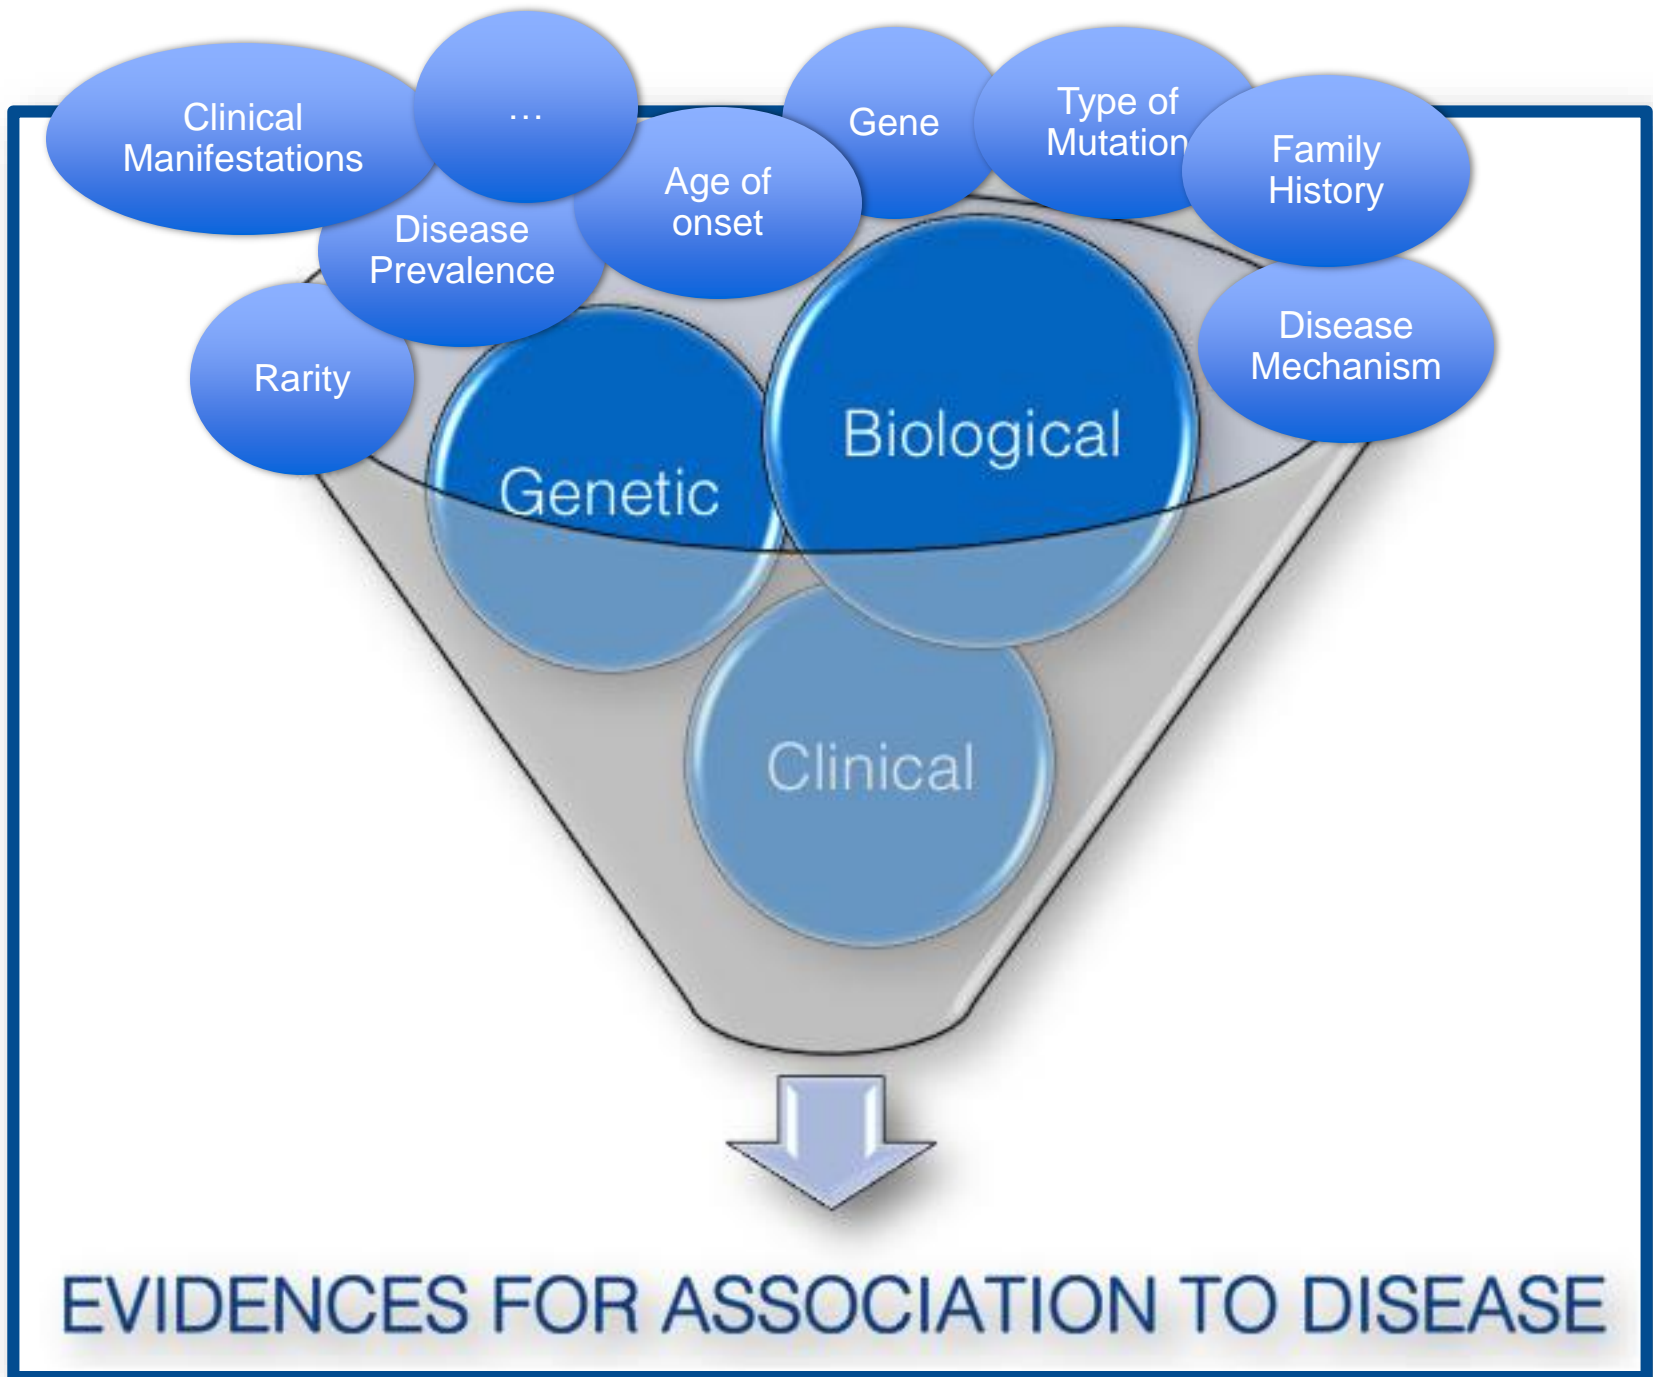 Clinical
Manifestations
…
Gene
Type of
Mutation
Family
History
Age of
onset
Disease
Prevalence
Rarity
Disease
Mechanism
Biological
Genetic
Clinical
EVIDENCES FOR ASSOCIATION TO DISEASE